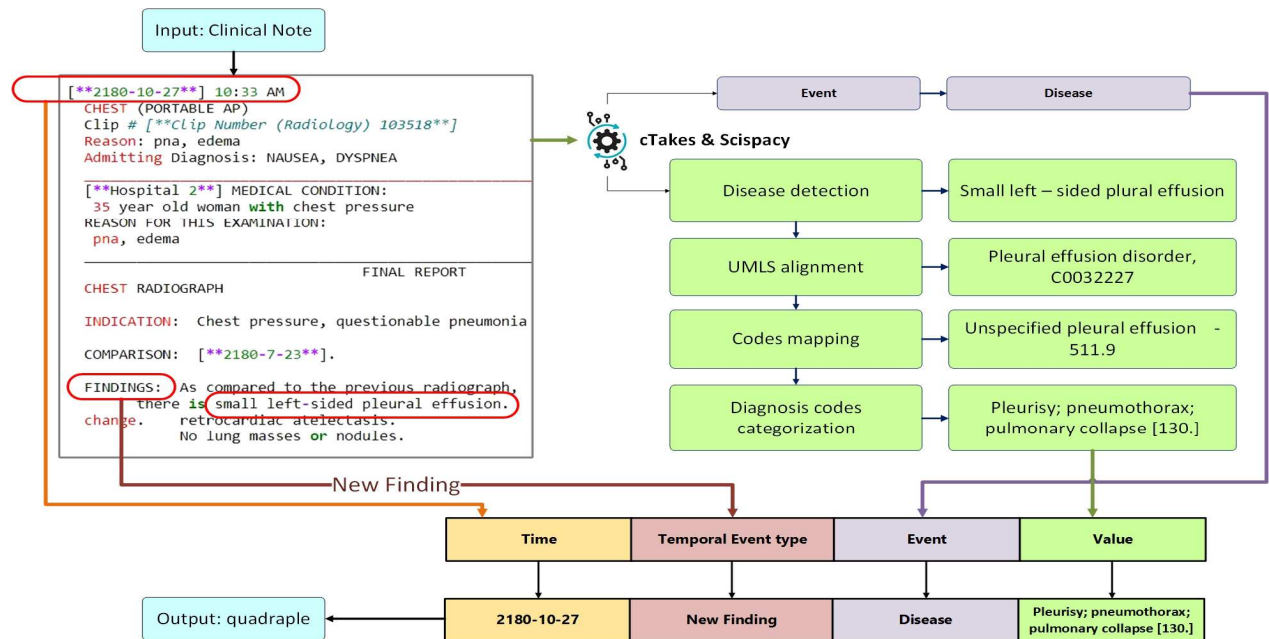 Input: Clinical Note
[**2180-10-27**] 10:33 AM
CHEST (PORTABLE AP)
Clip # [**Clip Number (Radiology) 103518**]
Reason: pna, edema
Admitting Diagnosis: NAUSEA, DYSPNEA
[**Hospital 2**] MEDICAL CONDITION:
35 year old woman with chest pressure
REASON FOR THIS EXAMINATION:
pna, edema
FINAL REPORT
CHEST RADIOGRAPH
INDICATION: Chest pressure, questionable pneumonia
COMPARISON: [**2180-7-23**].
FINDINGS: As compared to the previous radiograph,
there is small left-sided pleural effusion.
change. retrocardiac atelectasis.
No lung masses or nodules.
cTakes & Scispacy
Event
Disease
Disease detection
Small left – sided plural effusion
UMLS alignment
Pleural effusion disorder,
C0032227
Codes mapping
Unspecified pleural effusion -
511.9
Diagnosis codes
categorization
Pleurisy; pneumothorax;
pulmonary collapse [130.]
New Finding
Time
Temporal Event type
Event
Value
Output: quadraple
2180-10-27
New Finding
Disease
Pleurisy; pneumothorax;
pulmonary collapse [130.]